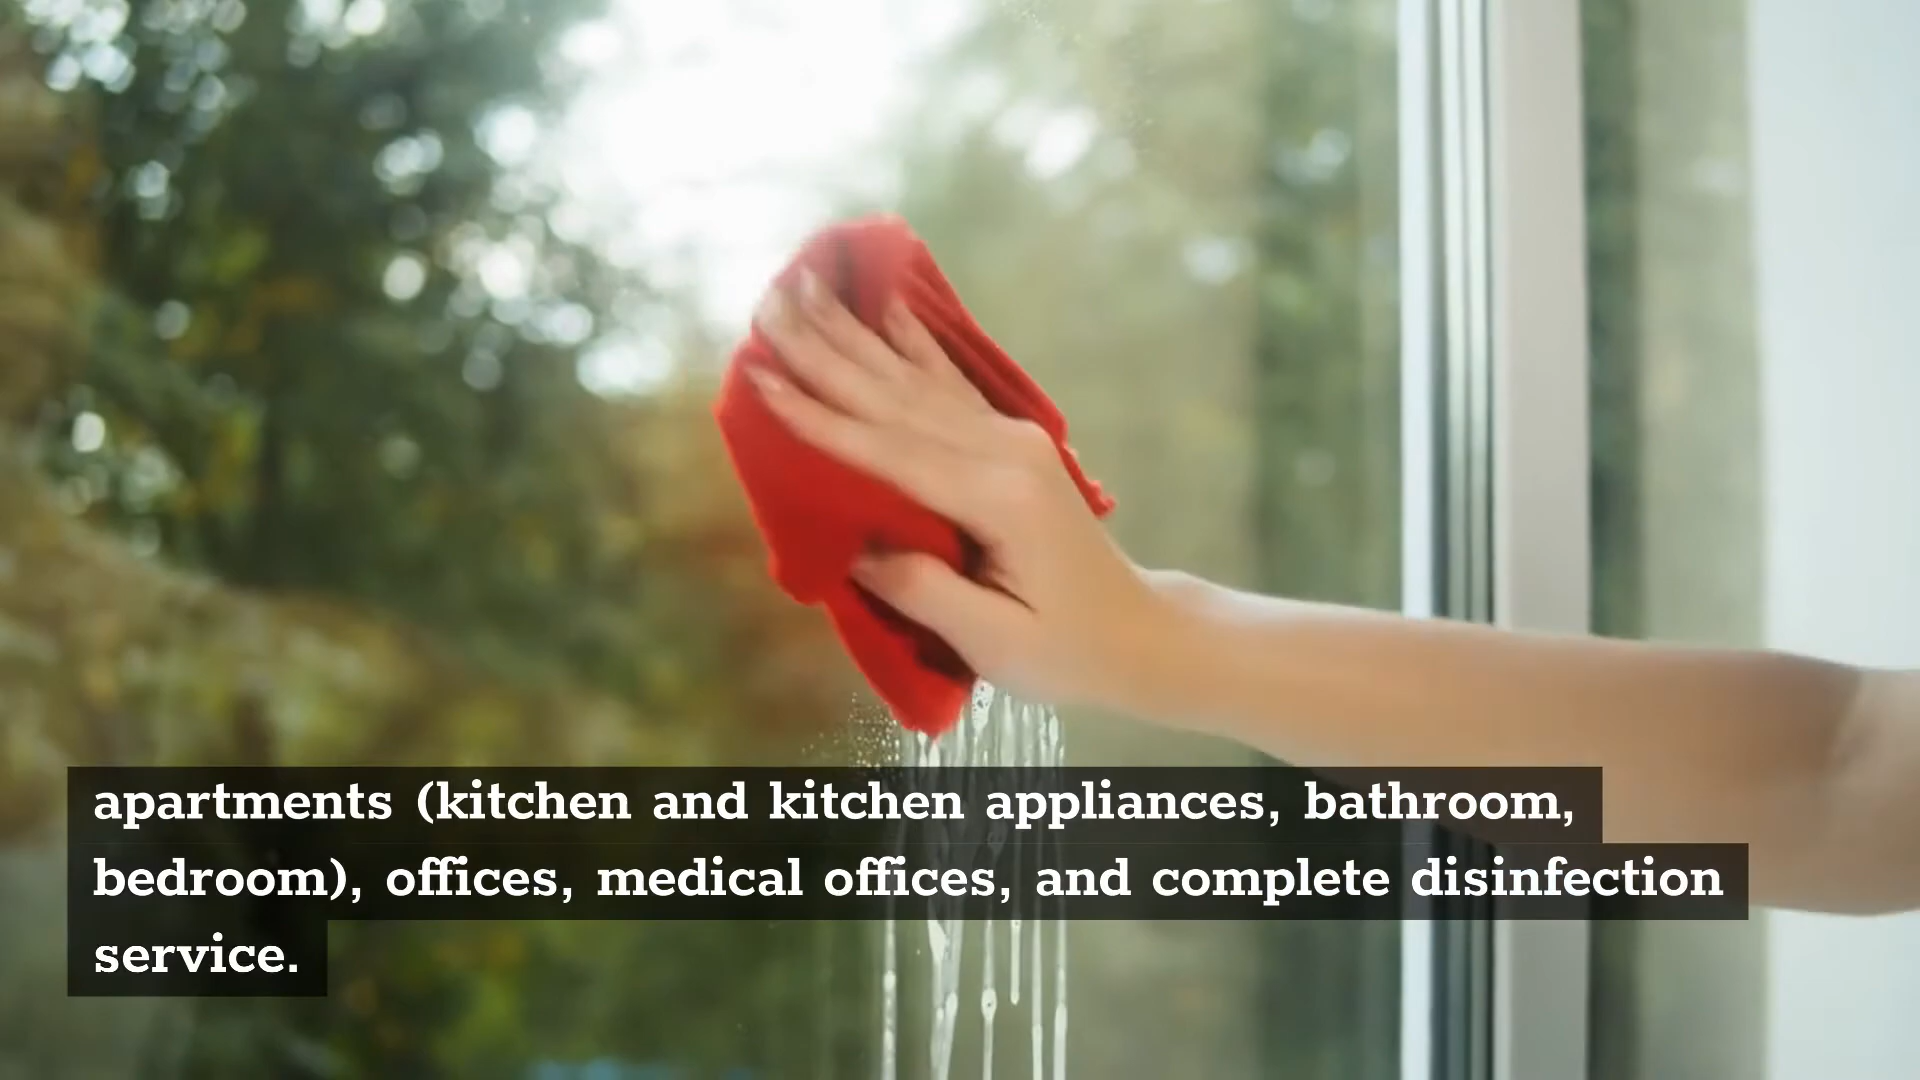 apartments (kitchen and kitchen appliances, bathroom,
bedroom), offices, medical offices, and complete disinfection
service.